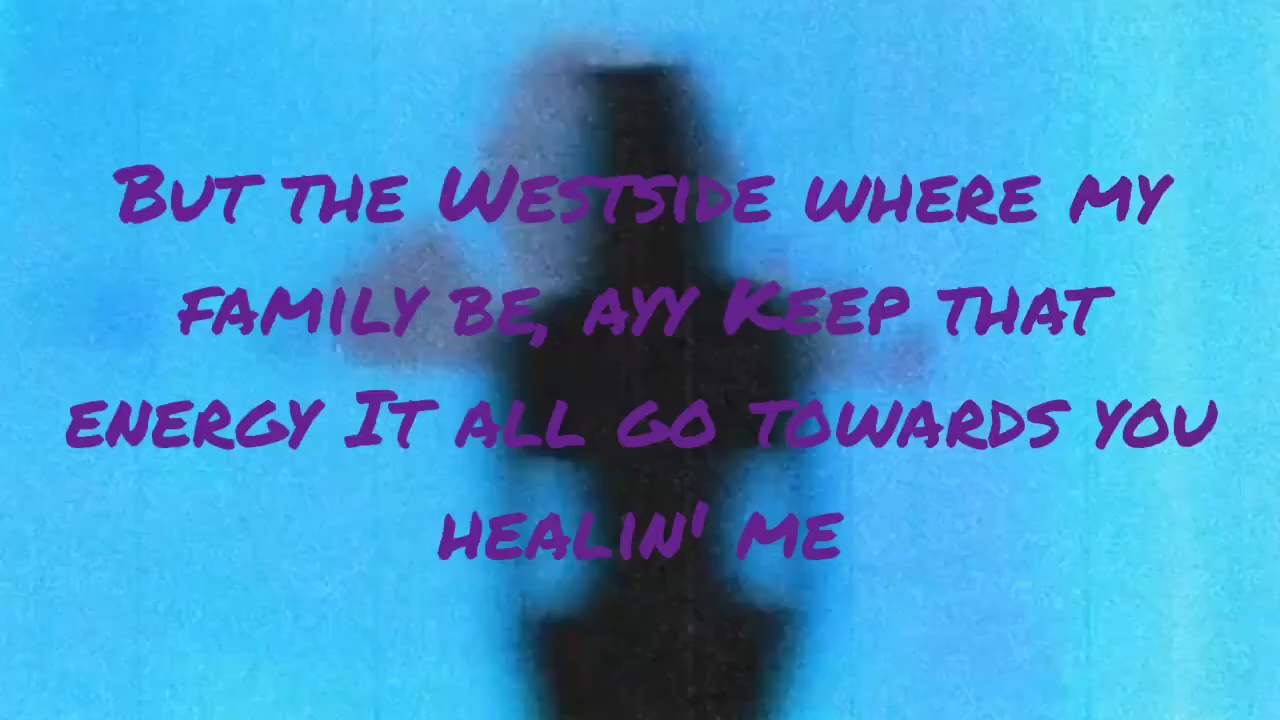 But the Westside where my
family be, ayy Keep that
energy It all go towards you
healin' me